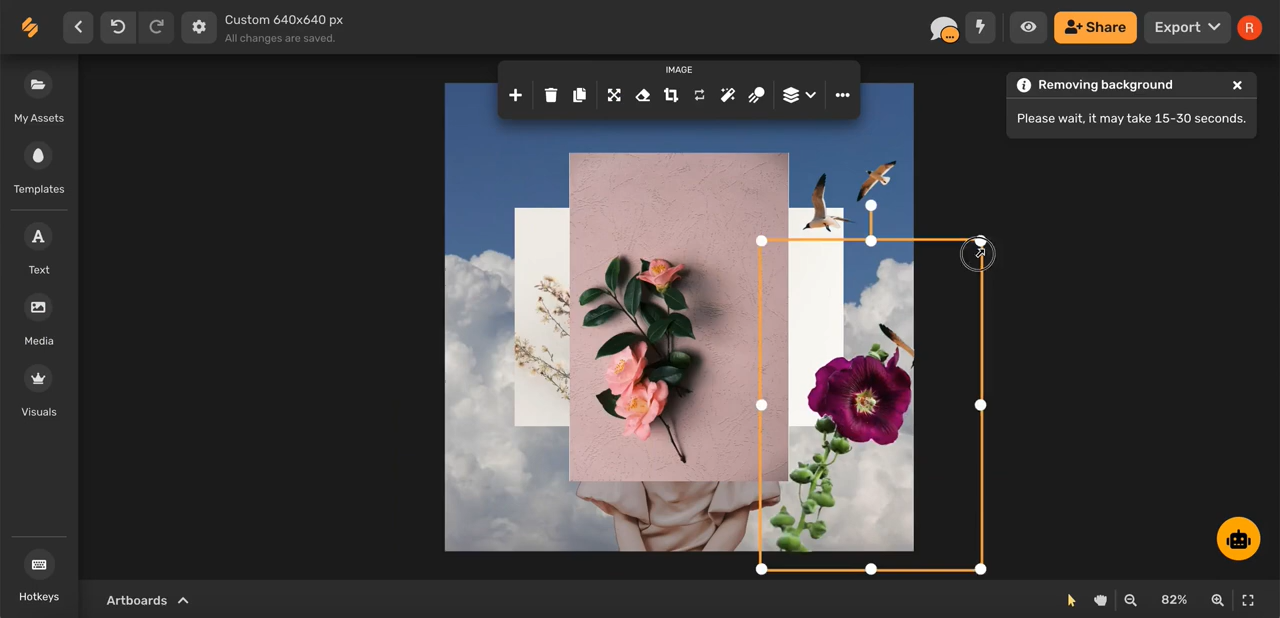 Custom 640x640 px
All changes are saved.
Share
Export
R
IMAGE
Removing background
Please wait, it may take 15-30 seconds.
My Assets
Templates
A
Text
Media
Visuals
Hotkeys
Artboards
82%